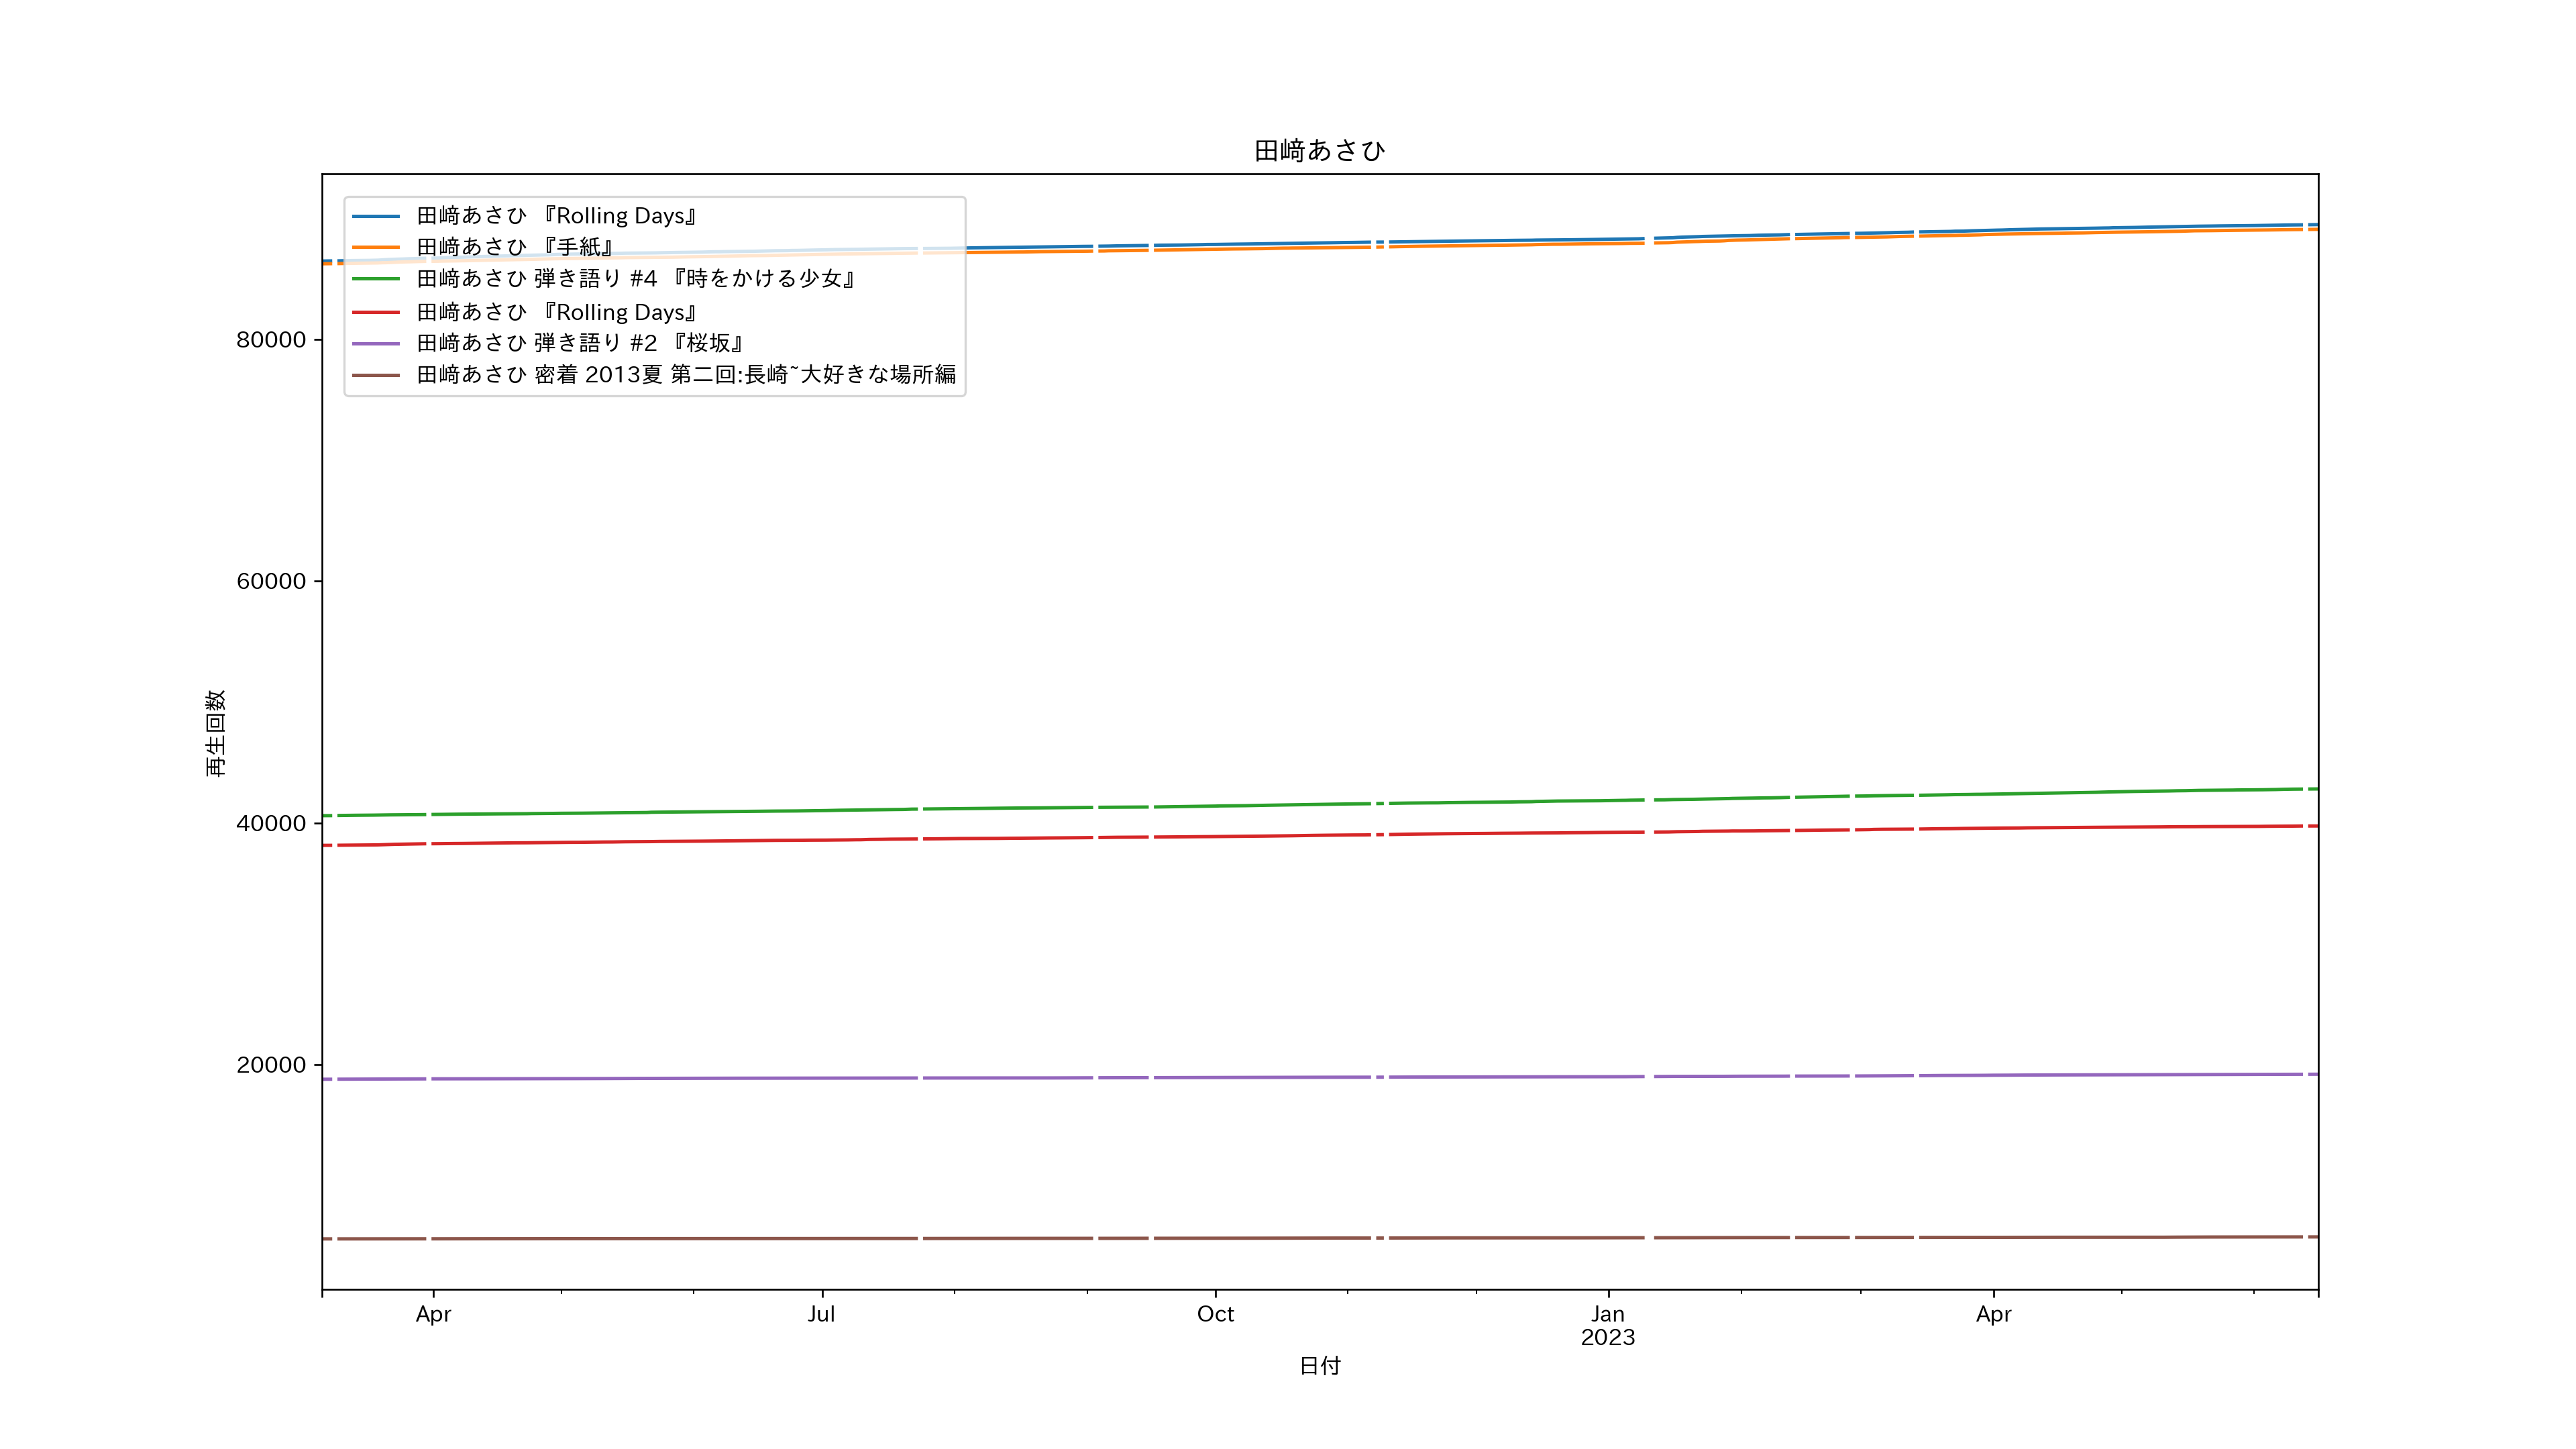 田﨑あさひ
田﨑あさひ 『Rolling Days』
田﨑あさひ 『手紙』
田﨑あさひ 弾き語り #4 『時をかける少女』
田﨑あさひ 『Rolling Days』
田﨑あさひ 弾き語り #2 『桜坂』
田﨑あさひ 密着 2013夏 第二回:長崎~大好きな場所編
80000
60000
40000
20000
再生回数
Apr
Jul
Oct
Jan
2023
Apr
日付